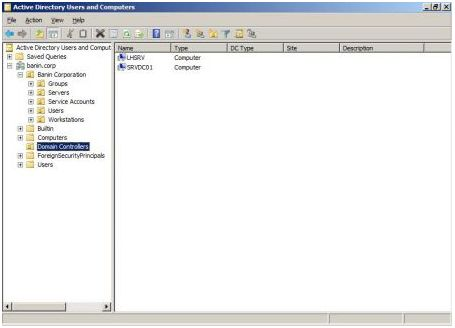 Active Directory Users and Computers
File Action View Help
Active Directory Users and Comput
Saved Queries
banin.corp
Banin Corporation
Groups
Servers
Service Accounts
Users
Workstations
Builtin
Computers
Domain Controllers
ForeignSecurityPrincipals
Users
Name Type DC Type Site Description
LHSRV Computer
SRVDC01 Computer